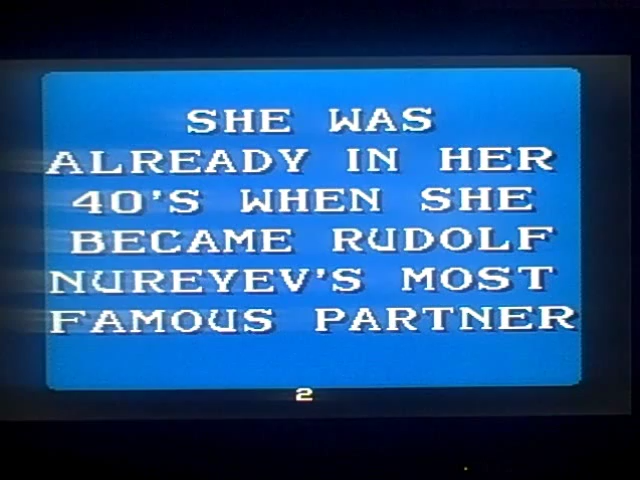 SHE WAS
ALREADY IN HER
40'S WHEN SHE
BECAME RUDOLF
NUREYEV'S MOST
FAMOUS PARTNER
2